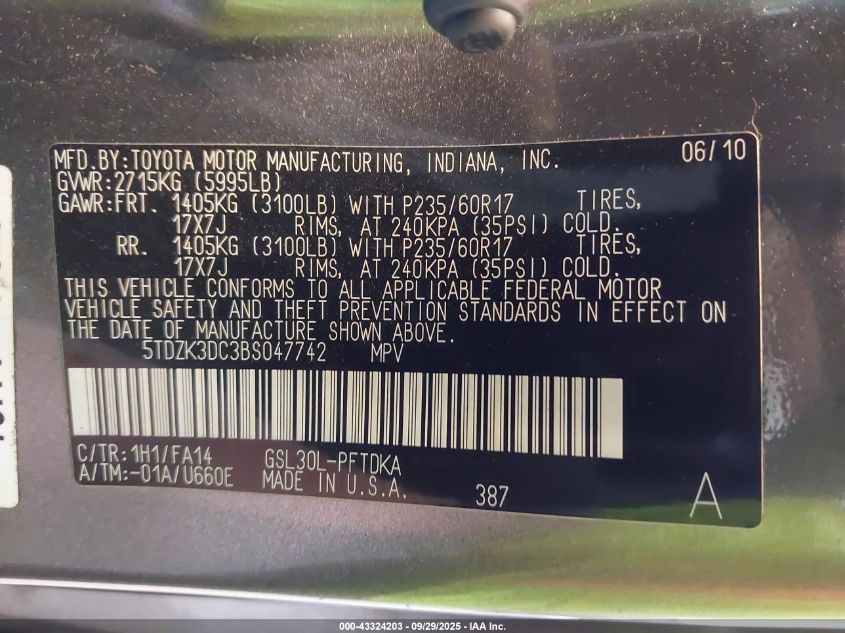 MFD.BY:TOYOTA MOTOR MANUFACTURING, INDIANA, INC. 06/10
GVWR:2715KG (5995LB)
GAWR:FRT. 1405KG (3100LB) WITH P235/60R17 TIRES,
17X7J RIMS, AT 240KPA (35PSI) COLD.
RR. 1405KG (3100LB) WITH P235/60R17 TIRES,
17X7J RIMS, AT 240KPA (35PSI) COLD.
THIS VEHICLE CONFORMS TO ALL APPLICABLE FEDERAL MOTOR
VEHICLE SAFETY AND THEFT PREVENTION STANDARDS IN EFFECT ON
THE DATE OF MANUFACTURE SHOWN ABOVE.
5TDZK3DC3BS047742 MPV
C/TR:1H1/FA14 GSL30L-PFTDKA
A/TM:-01A/U660E MADE IN U.S.A. 387 A
000-43324203 - 09/29/2025 - IAA Inc.